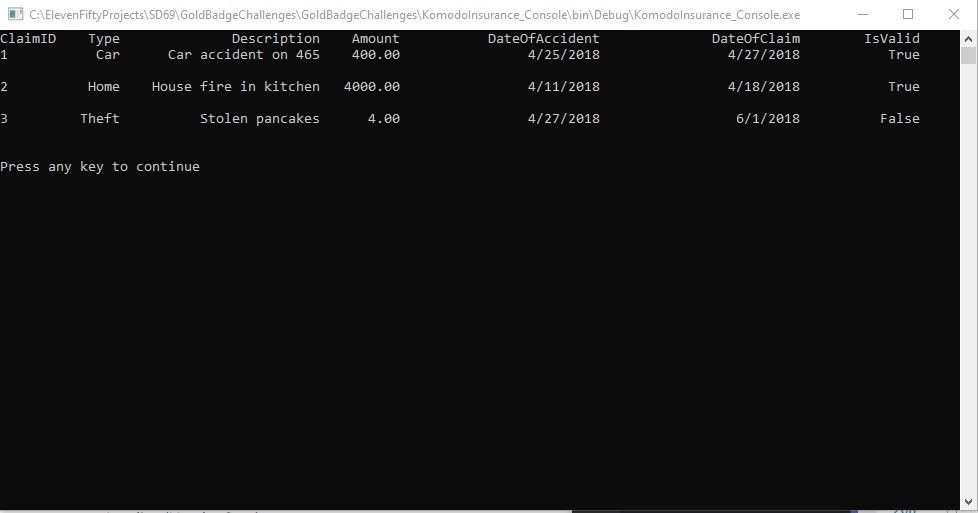 C:\ElevenFiftyProjects\SD69\GoldBadgeChallenges\GoldBadgeChallenges\KomodoInsurance_Console\bin\Debug\KomodoInsurance_Console.exe
ClaimID Type Description Amount DateOfAccident DateOfClaim IsValid
1 Car Car accident on 465 400.00 4/25/2018 4/27/2018 True
2 Home House fire in kitchen 4000.00 4/11/2018 4/18/2018 True
3 Theft Stolen pancakes 4.00 4/27/2018 6/1/2018 False
Press any key to continue